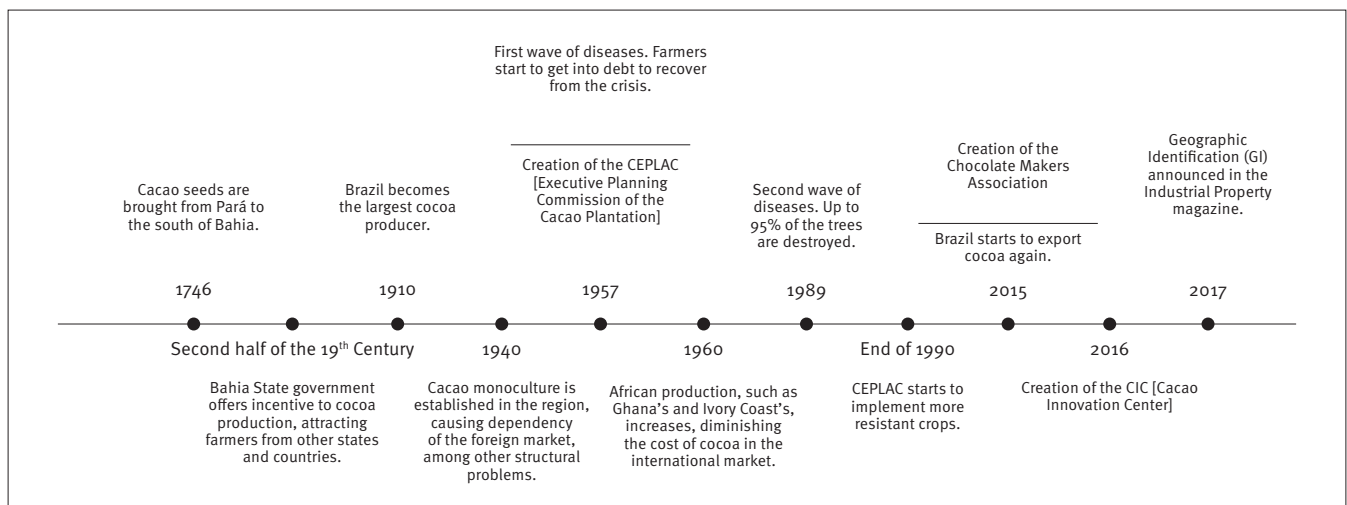 First wave of diseases. Farmers
start to get into debt to recover
from the crisis.
Creation of the CEPLAC
[Executive Planning
Commission of the
Cacao Plantation]
Cacao seeds are
brought from Pará to
the south of Bahia.
Brazil becomes
the largest cocoa
producer.
Second wave of
diseases. Up to
95% of the trees
are destroyed.
Creation of the
Chocolate Makers
Association
Brazil starts to export
cocoa again.
Geographic
Identification (GI)
announced in the
Industrial Property
magazine.
1746
1910
1957
1989
2015
2017
Second half of the 19th Century
1940
1960
End of 1990
2016
Bahia State government
offers incentive to cocoa
production, attracting
farmers from other states
and countries.
Cacao monoculture is
established in the region,
causing dependency
of the foreign market,
among other structural
problems.
African production, such as
Ghana's and Ivory Coast's,
increases, diminishing
the cost of cocoa in the
international market.
CEPLAC starts to
implement more
resistant crops.
Creation of the CIC [Cacao
Innovation Center]